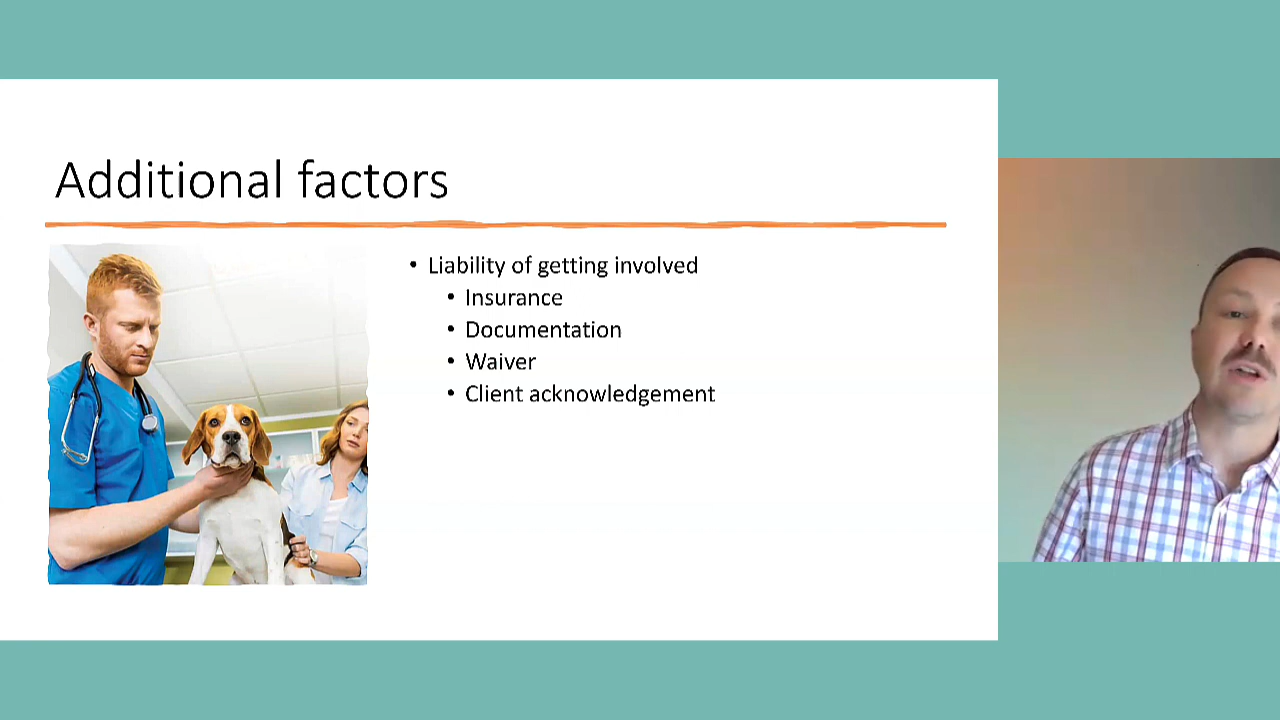 Additional factors
• Liability of getting involved
• Insurance
• Documentation
• Waiver
• Client acknowledgement